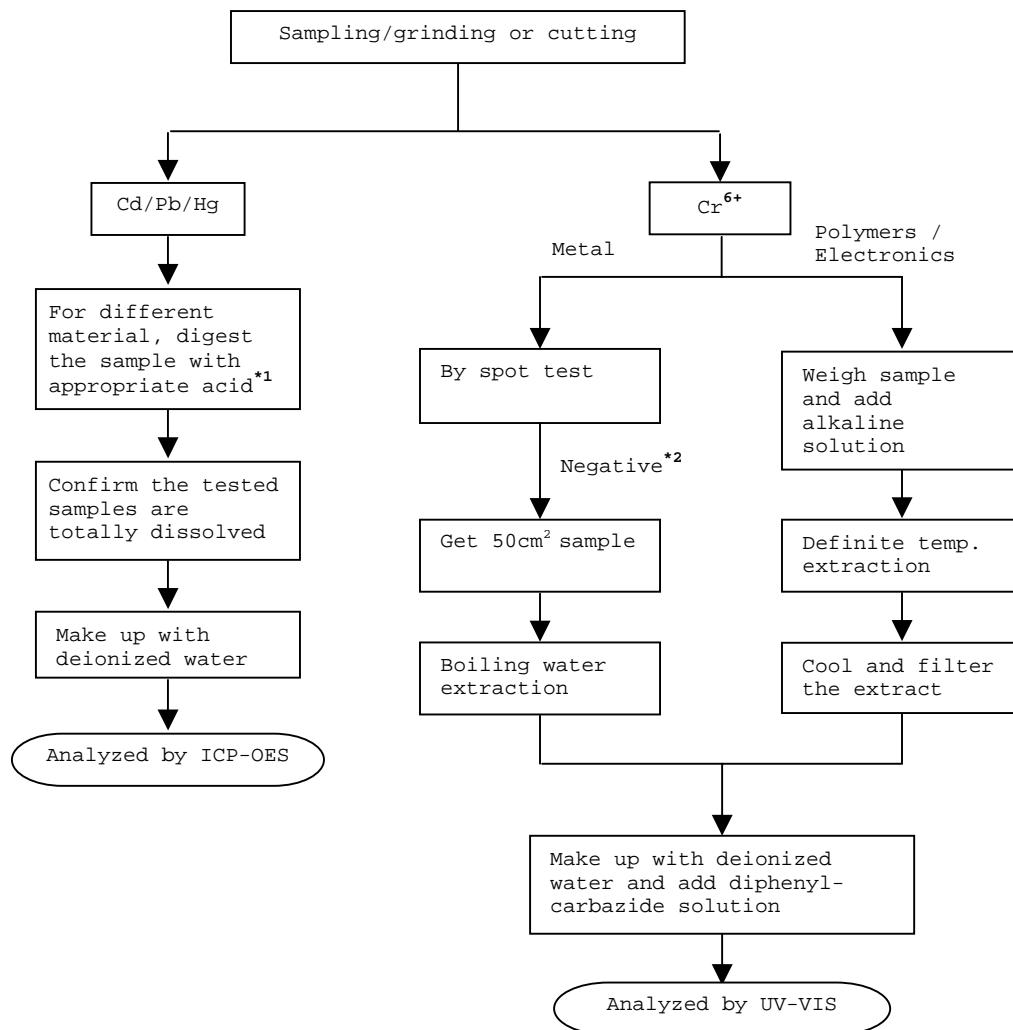 Sampling/grinding or cutting
Cd/Pb/Hg
Cr6+
Metal
Polymers /
Electronics
For different
material, digest
the sample with
appropriate acid*1
By spot test
Weigh sample
and add
alkaline
solution
Negative*2
Confirm the tested
samples are
totally dissolved
Get 50cm² sample
Definite temp.
extraction
Make up with
deionized water
Boiling water
extraction
Cool and filter
the extract
Analyzed by ICP-OES
Make up with deionized
water and add diphenyl-
carbazide solution
Analyzed by UV-VIS